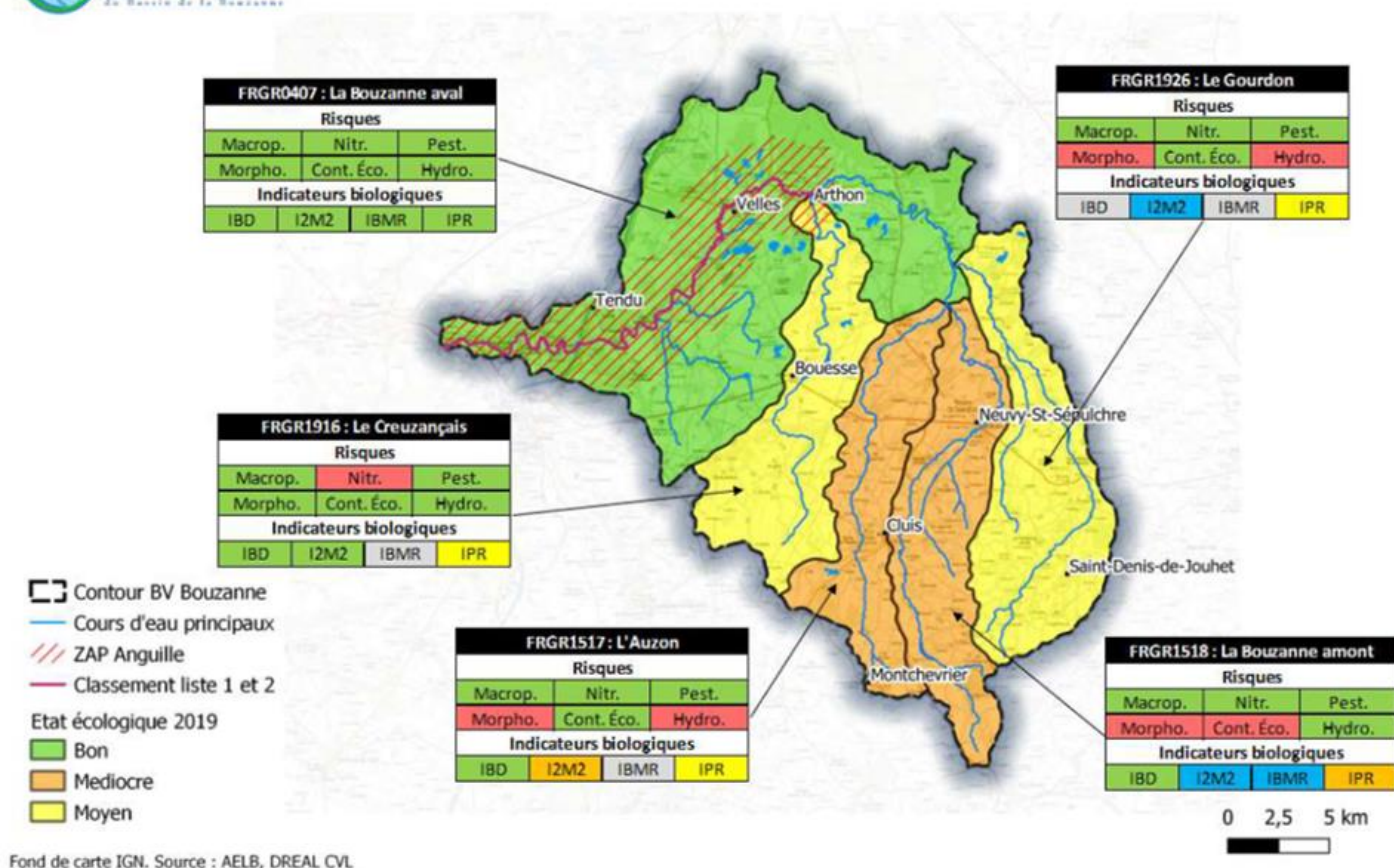 du Bassin de la Bouzanne
FRGR0407 : La Bouzanne aval
Risques
Macrop. Nitr. Pest.
Morpho. Cont. Éco. Hydro.
Indicateurs biologiques
IBD I2M2 IBMR IPR
FRGR1926 : Le Gourdon
Risques
Macrop. Nitr. Pest.
Morpho. Cont. Éco. Hydro.
Indicateurs biologiques
IBD I2M2 IBMR IPR
Velles
Arthon
Tendu
Bouesse
Neuvy-St-Sépulchre
Cluis
Saint-Denis-de-Jouhet
Montchevrier
FRGR1916 : Le Creuzançais
Risques
Macrop. Nitr. Pest.
Morpho. Cont. Éco. Hydro.
Indicateurs biologiques
IBD I2M2 IBMR IPR
FRGR1517 : L'Auzon
Risques
Macrop. Nitr. Pest.
Morpho. Cont. Éco. Hydro.
Indicateurs biologiques
IBD I2M2 IBMR IPR
FRGR1518 : La Bouzanne amont
Risques
Macrop. Nitr. Pest.
Morpho. Cont. Éco. Hydro.
Indicateurs biologiques
IBD I2M2 IBMR IPR
Contour BV Bouzanne
Cours d'eau principaux
ZAP Anguille
Classement liste 1 et 2
Etat écologique 2019
Bon
Mediocre
Moyen
0 2,5 5 km
Fond de carte IGN. Source : AELB, DREAL CVL